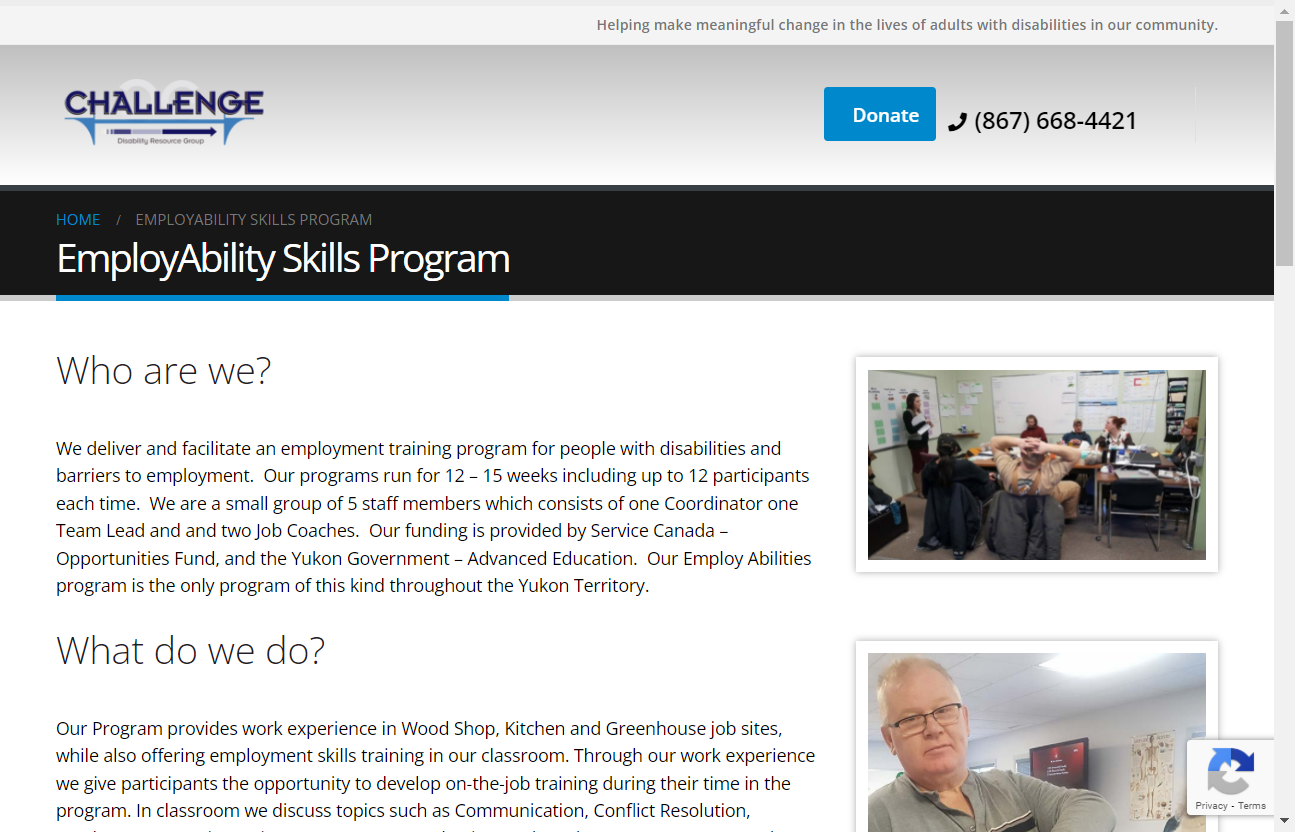 Helping make meaningful change in the lives of adults with disabilities in our community.
CHALLENGE
Disability Resource Group
Donate
(867) 668-4421
HOME / EMPLOYABILITY SKILLS PROGRAM
EmployAbility Skills Program
Who are we?
We deliver and facilitate an employment training program for people with disabilities and
barriers to employment. Our programs run for 12 – 15 weeks including up to 12 participants
each time. We are a small group of 5 staff members which consists of one Coordinator one
Team Lead and and two Job Coaches. Our funding is provided by Service Canada –
Opportunities Fund, and the Yukon Government – Advanced Education. Our Employ Abilities
program is the only program of this kind throughout the Yukon Territory.
What do we do?
Our Program provides work experience in Wood Shop, Kitchen and Greenhouse job sites,
while also offering employment skills training in our classroom. Through our work experience
we give participants the opportunity to develop on-the-job training during their time in the
program. In classroom we discuss topics such as Communication, Conflict Resolution,
Privacy - Terms